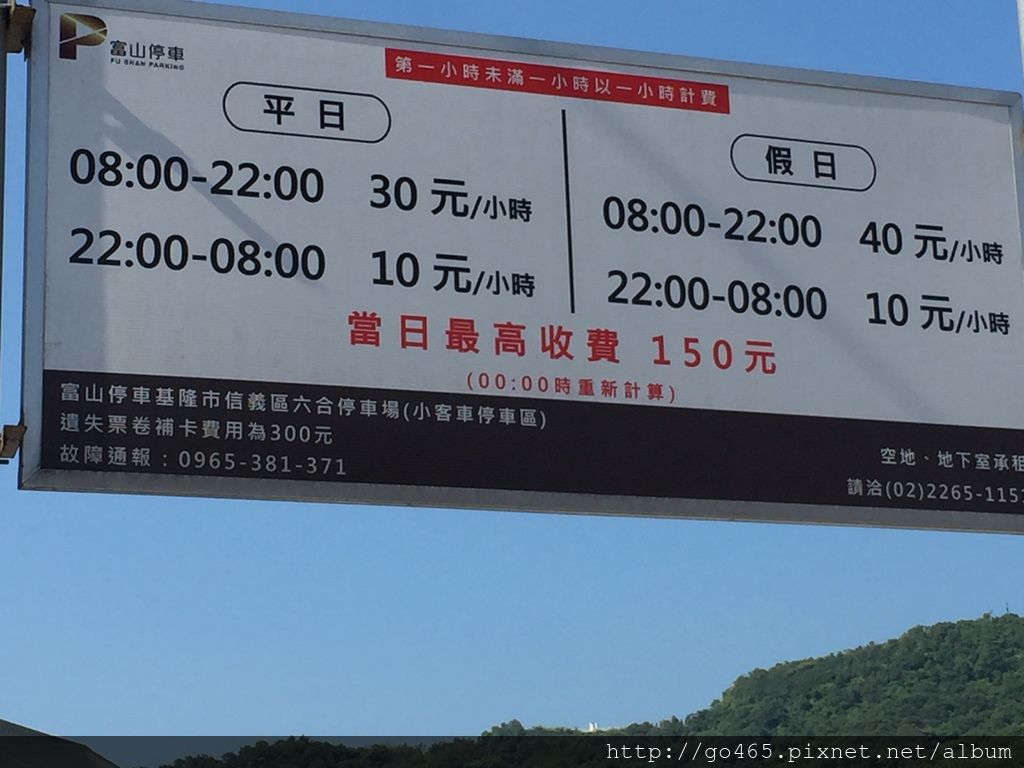 富山停車
FU SHAN PARKING
第一小時未滿一小時以一小時計費
平日
08:00-22:00 30元/小時
22:00-08:00 10元/小時
假日
08:00-22:00 40元/小時
22:00-08:00 10元/小時
當日最高收費 150元
(00:00時重新計算)
富山停車基隆市信義區六合停車場(小客車停車區)
遺失票卷補卡費用為300元
故障通報：0965-381-371
空地、地下室承租
請洽(02)2265-1157
http://go465.pixnet.net/album